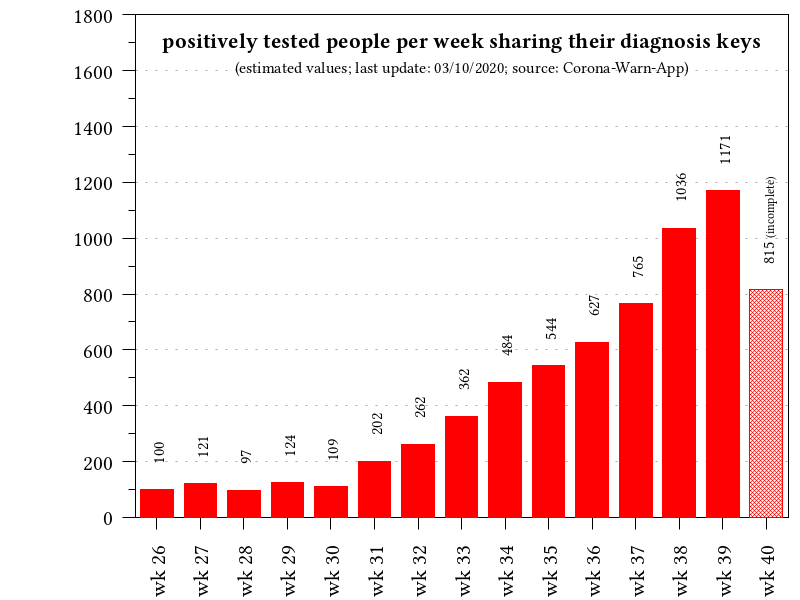 positively tested people per week sharing their diagnosis keys
(estimated values; last update: 03/10/2020; source: Corona-Warn-App)
1800
1600
1400
1200
1000
800
600
400
200
0
100
121
97
124
109
202
262
362
484
544
627
765
1036
1171
815 (incomplete)
wk 26
wk 27
wk 28
wk 29
wk 30
wk 31
wk 32
wk 33
wk 34
wk 35
wk 36
wk 37
wk 38
wk 39
wk 40